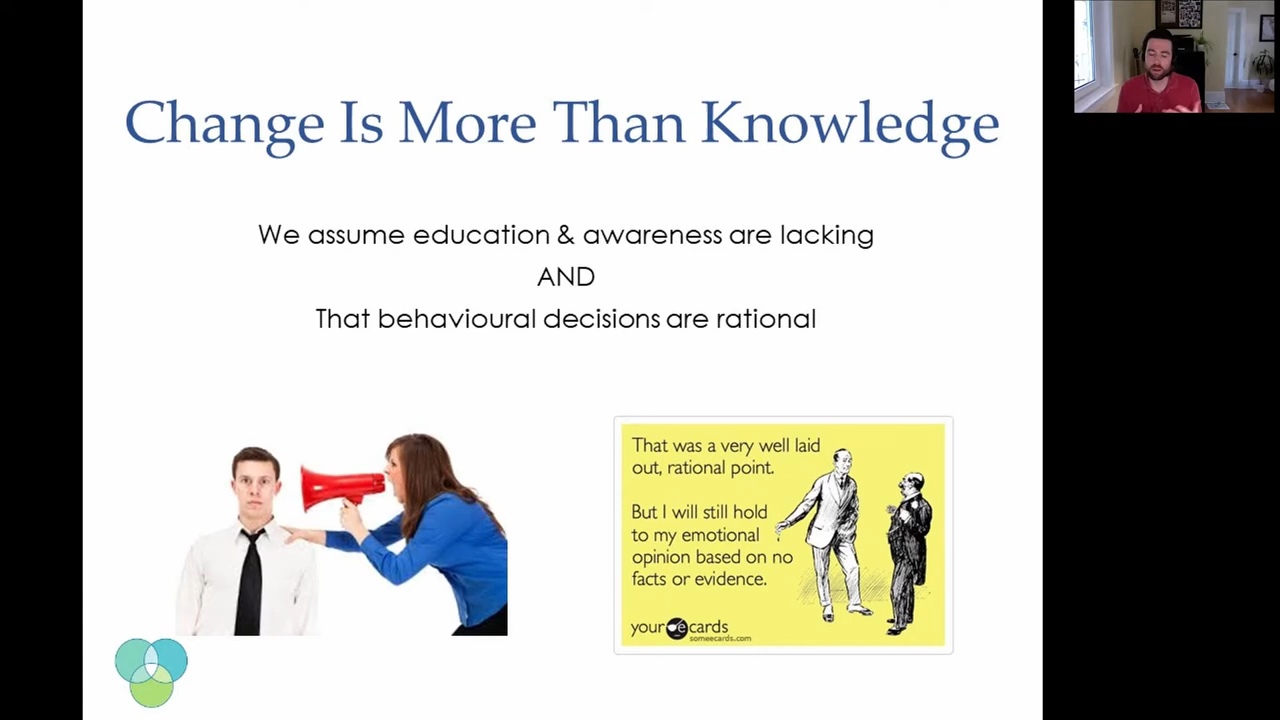 Change Is More Than Knowledge
We assume education & awareness are lacking
AND
That behavioural decisions are rational
That was a very well laid
out, rational point.
But I will still hold
to my emotional
opinion based on no
facts or evidence.
your e cards
someecards.com